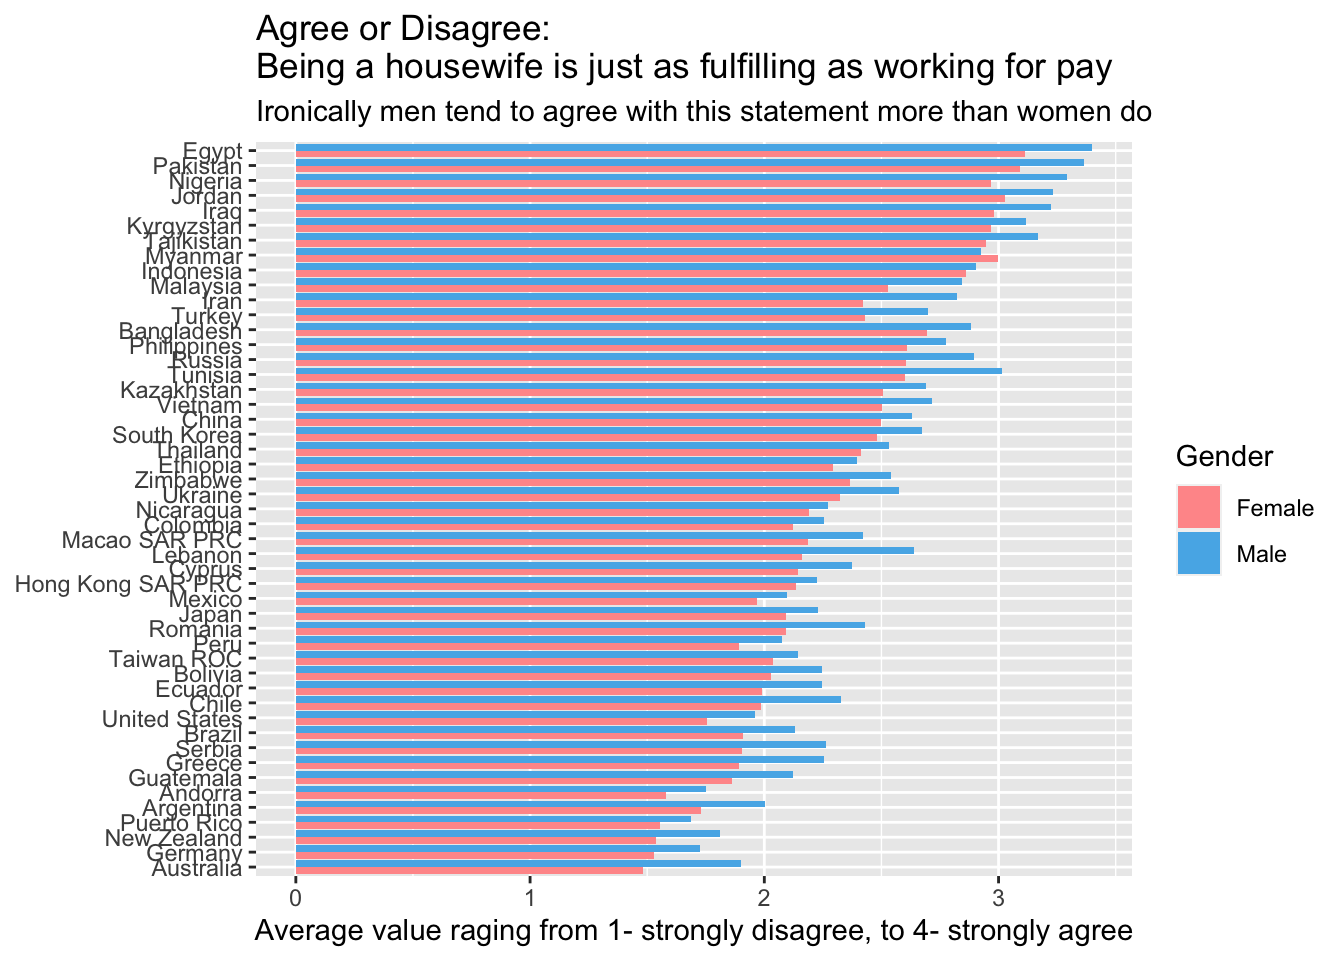 Agree or Disagree:
Being a housewife is just as fulfilling as working for pay
Ironically men tend to agree with this statement more than women do
Egypt
Pakistan
Nigeria
Jordan
Iraq
Kyrgyzstan
Tajikistan
Myanmar
Indonesia
Malaysia
Iran
Turkey
Bangladesh
Philippines
Russia
Tunisia
Kazakhstan
Vietnam
China
South Korea
Thailand
Ethiopia
Zimbabwe
Ukraine
Nicaragua
Colombia
Macao SAR PRC
Lebanon
Cyprus
Hong Kong SAR PRC
Mexico
Japan
Romania
Peru
Taiwan ROC
Bolivia
Ecuador
Chile
United States
Brazil
Serbia
Greece
Guatemala
Andorra
Argentina
Puerto Rico
New Zealand
Germany
Australia
0 1 2 3
Average value raging from 1- strongly disagree, to 4- strongly agree
Gender
Female
Male